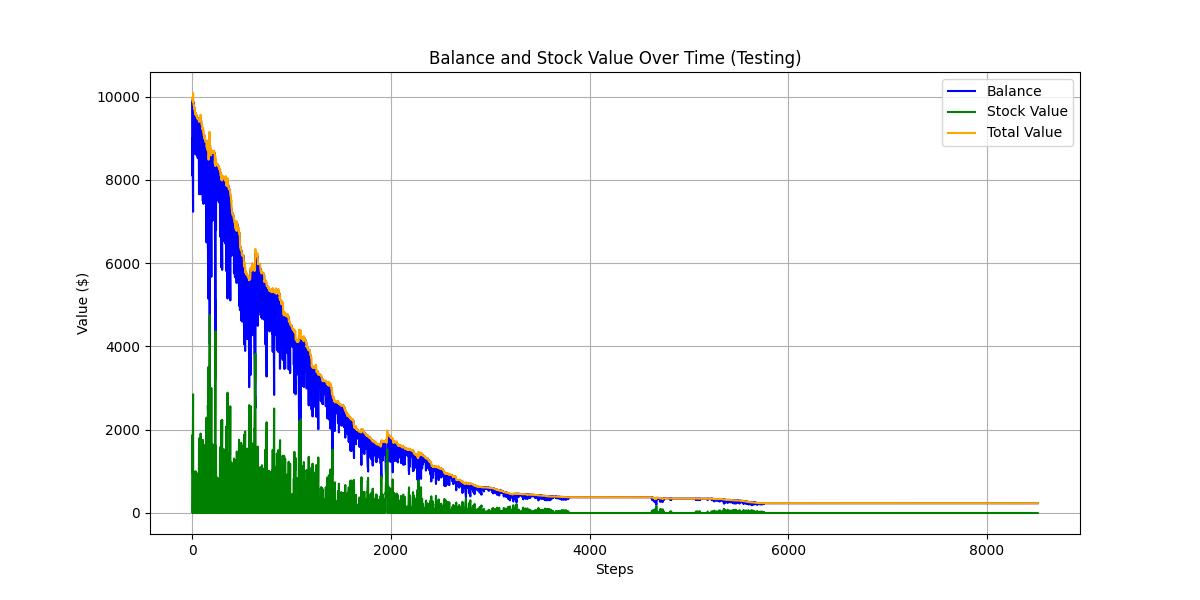 Balance and Stock Value Over Time (Testing)
Balance
Stock Value
Total Value
Value ($)
10000
8000
6000
4000
2000
0
0 2000 4000 6000 8000
Steps